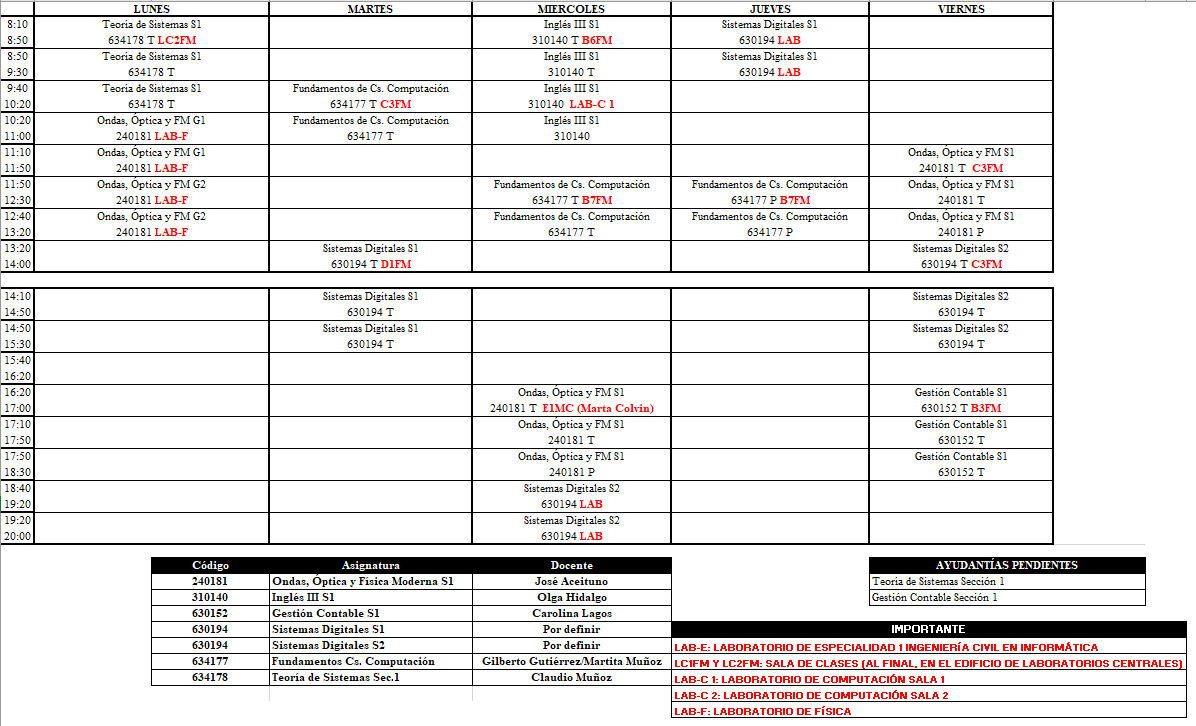 LUNES MARTES MIERCOLES JUEVES VIERNES
8:10 Teoría de Sistemas S1 Inglés III S1 Sistemas Digitales S1
8:50 634178 T LC2FM 310140 T B6FM 630194 LAB
8:50 Teoría de Sistemas S1 Inglés III S1 Sistemas Digitales S1
9:30 634178 T 310140 T 630194 LAB
9:40 Teoría de Sistemas S1 Fundamentos de Cs. Computación Inglés III S1
10:20 634178 T 634177 T C3FM 310140 LAB-C 1
10:20 Ondas, Óptica y FM G1 Fundamentos de Cs. Computación Inglés III S1
11:00 240181 LAB-F 634177 T 310140
11:10 Ondas, Óptica y FM G1 Ondas, Óptica y FM S1
11:50 240181 LAB-F 240181 T C3FM
11:50 Ondas, Óptica y FM G2 Fundamentos de Cs. Computación Fundamentos de Cs. Computación Ondas, Óptica y FM S1
12:30 240181 LAB-F 634177 T B7FM 634177 P B7FM 240181 T
12:40 Ondas, Óptica y FM G2 Fundamentos de Cs. Computación Fundamentos de Cs. Computación Ondas, Óptica y FM S1
13:20 240181 LAB-F 634177 T 634177 P 240181 P
13:20 Sistemas Digitales S1 Sistemas Digitales S2
14:00 630194 T D1FM 630194 T C3FM
14:10 Sistemas Digitales S1 Sistemas Digitales S2
14:50 630194 T 630194 T
14:50 Sistemas Digitales S1 Sistemas Digitales S2
15:30 630194 T 630194 T
15:40
16:20
16:20 Ondas, Óptica y FM S1 Gestión Contable S1
17:00 240181 T E1MC (Marta Colvin) 630152 T B3FM
17:10 Ondas, Óptica y FM S1 Gestión Contable S1
17:50 240181 T 630152 T
17:50 Ondas, Óptica y FM S1 Gestión Contable S1
18:30 240181 P 630152 T
18:40 Sistemas Digitales S2
19:20 630194 LAB
19:20 Sistemas Digitales S2
20:00 630194 LAB
Código Asignatura Docente
240181 Ondas, Óptica y Física Moderna S1 José Aceituno
310140 Inglés III S1 Olga Hidalgo
630152 Gestión Contable S1 Carolina Lagos
630194 Sistemas Digitales S1 Por definir
630194 Sistemas Digitales S2 Por definir
634177 Fundamentos Cs. Computación Gilberto Gutiérrez/Martita Muñoz
634178 Teoría de Sistemas Sec.1 Claudio Muñoz
AYUDANTÍAS PENDIENTES
Teoría de Sistemas Sección 1
Gestión Contable Sección 1
IMPORTANTE
LAB-E: LABORATORIO DE ESPECIALIDAD 1 INGENIERÍA CIVIL EN INFORMÁTICA
LC1FM Y LC2FM: SALA DE CLASES (AL FINAL, EN EL EDIFICIO DE LABORATORIOS CENTRALES)
LAB-C 1: LABORATORIO DE COMPUTACIÓN SALA 1
LAB-C 2: LABORATORIO DE COMPUTACIÓN SALA 2
LAB-F: LABORATORIO DE FÍSICA